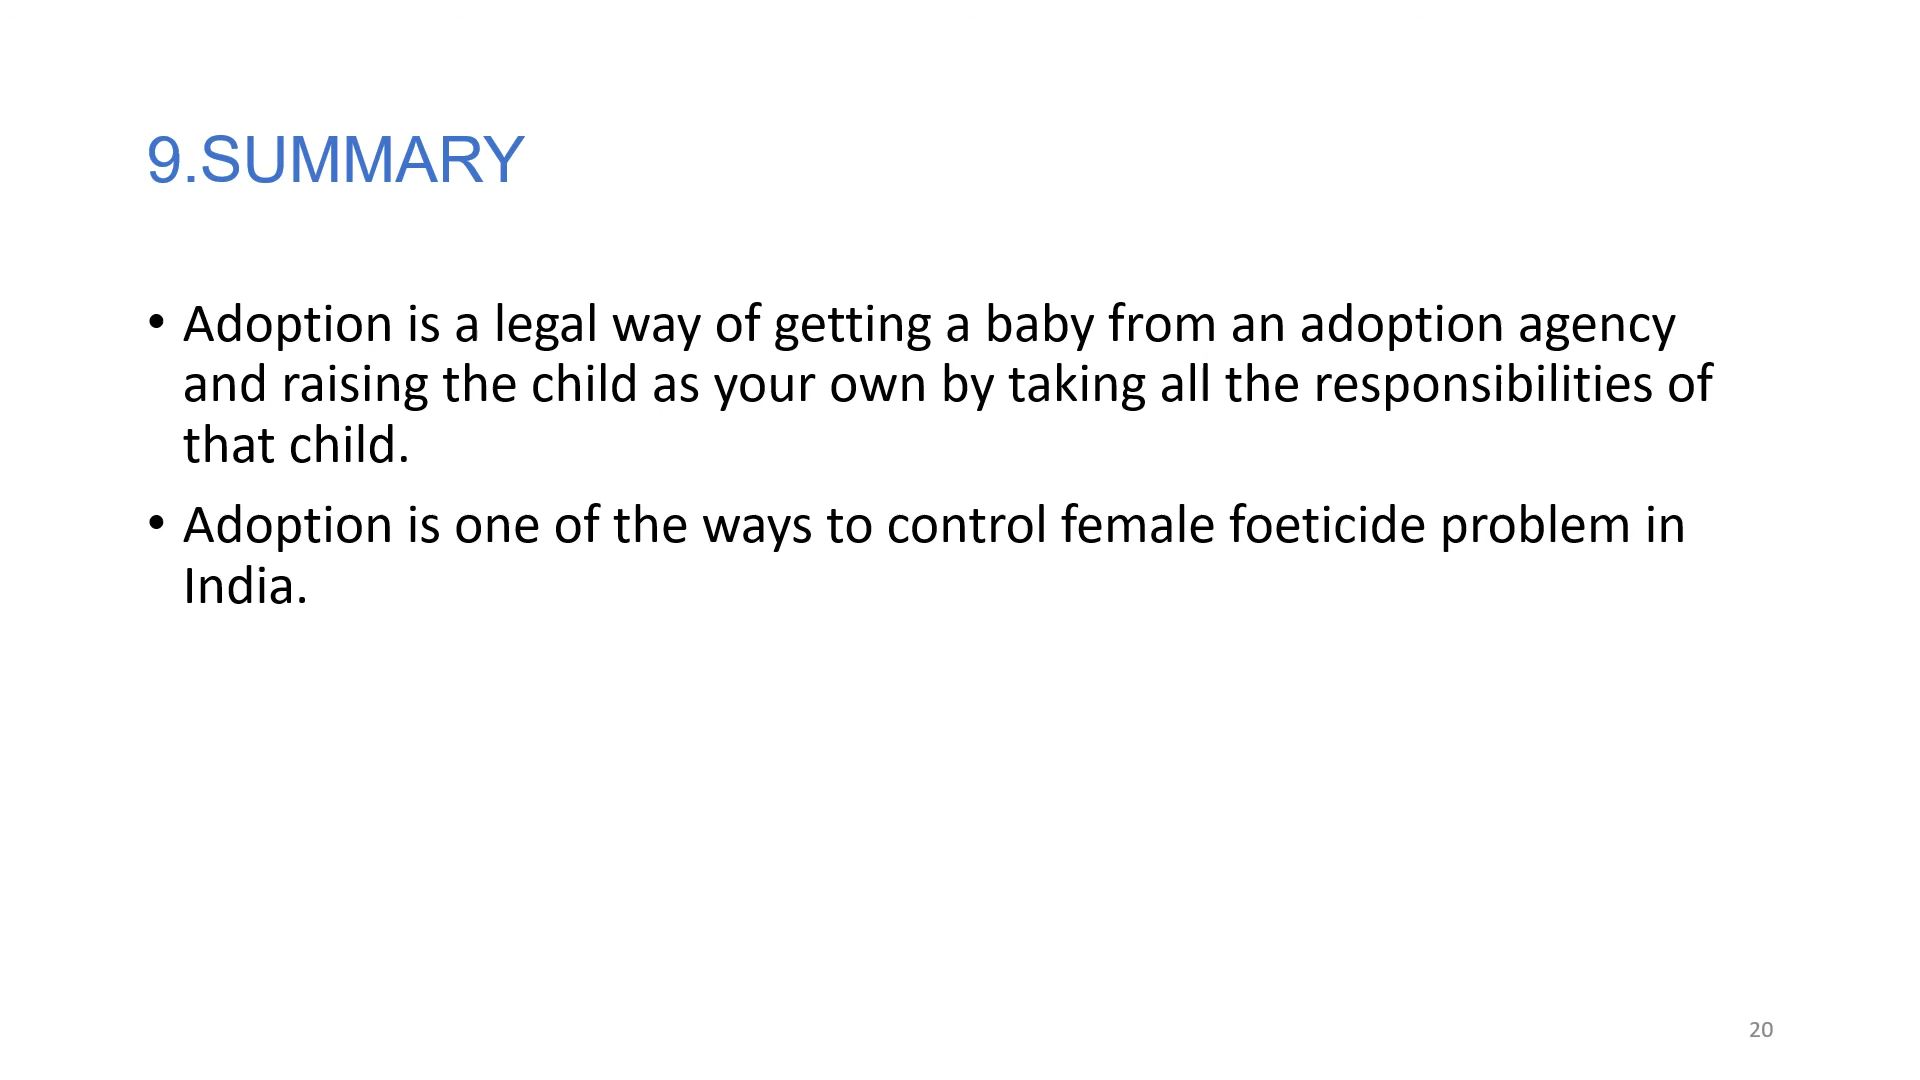 9.SUMMARY
• Adoption is a legal way of getting a baby from an adoption agency
and raising the child as your own by taking all the responsibilities of
that child.
• Adoption is one of the ways to control female foeticide problem in
India.
20